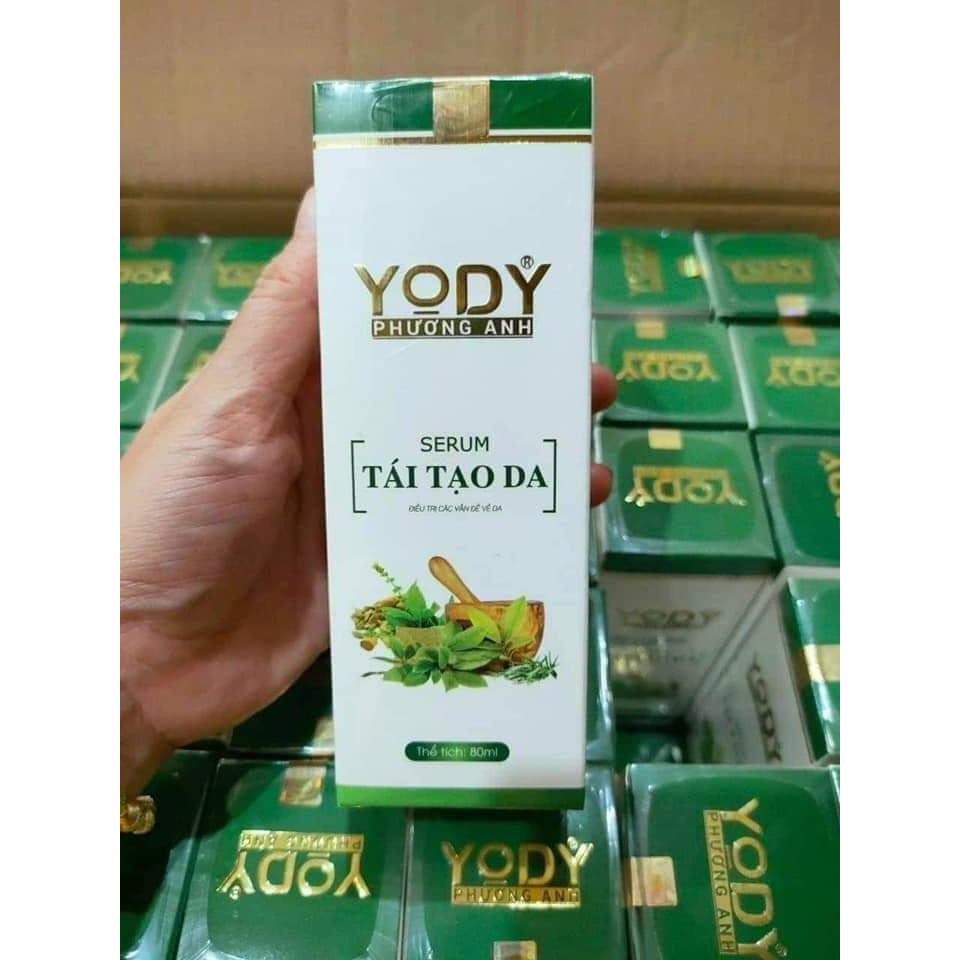 YODY®
PHƯƠNG ANH
SERUM
TÁI TẠO DA
ĐIỀU TRỊ CÁC VẤN ĐỀ VỀ DA
Thể tích: 80ml
YODY
YODY
YODY
YODY
PHƯƠNG ANH
YODY
PHƯƠNG ANH
YODY
PHƯƠNG ANH